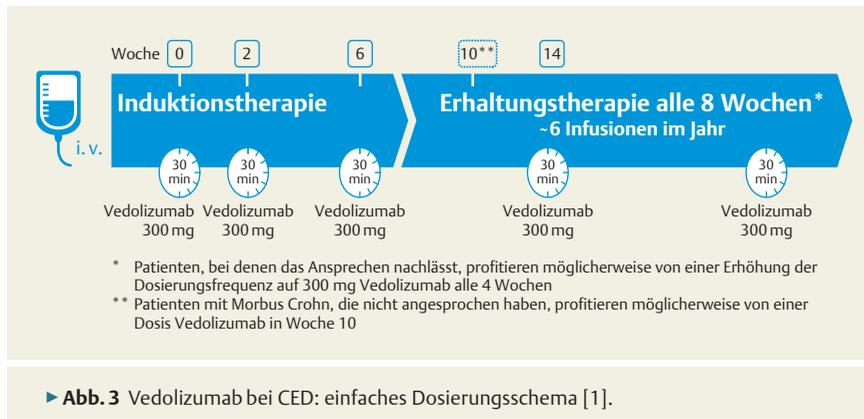 Woche 0 2 6 10** 14
Induktionstherapie
Erhaltungstherapie alle 8 Wochen*
~6 Infusionen im Jahr
i. v.
30 min
30 min
30 min
30 min
30 min
Vedolizumab 300 mg
Vedolizumab 300 mg
Vedolizumab 300 mg
Vedolizumab 300 mg
Vedolizumab 300 mg
* Patienten, bei denen das Ansprechen nachlässt, profitieren möglicherweise von einer Erhöhung der
Dosierungsfrequenz auf 300 mg Vedolizumab alle 4 Wochen
** Patienten mit Morbus Crohn, die nicht angesprochen haben, profitieren möglicherweise von einer
Dosis Vedolizumab in Woche 10
▶ Abb. 3 Vedolizumab bei CED: einfaches Dosierungsschema [1].